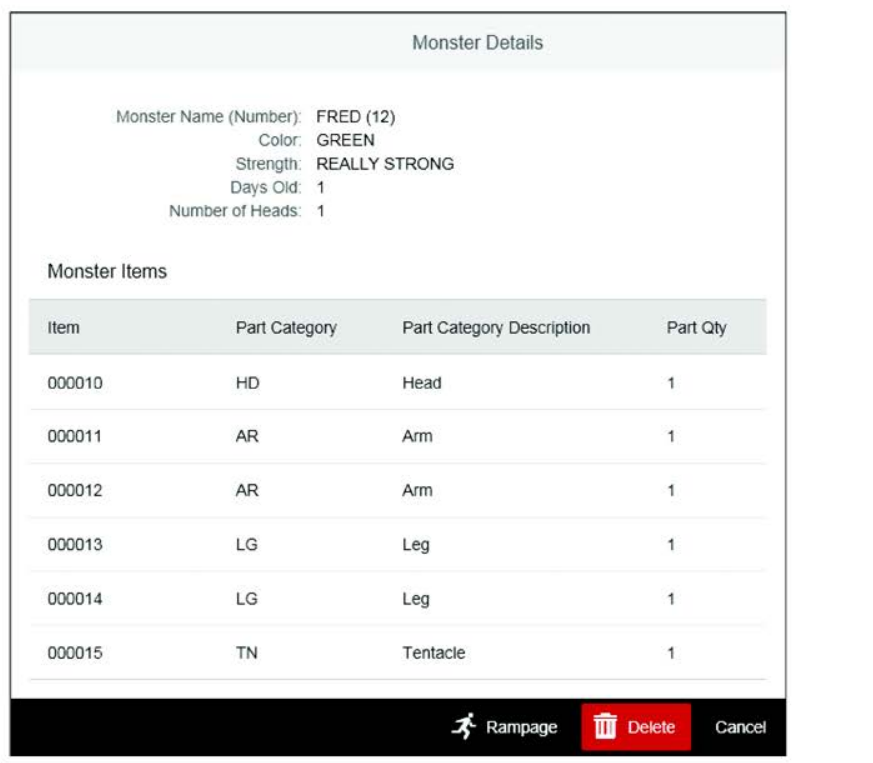 Monster Details
Monster Name (Number): FRED (12)
Color: GREEN
Strength: REALLY STRONG
Days Old: 1
Number of Heads: 1
Monster Items
Item Part Category Part Category Description Part Qty
000010 HD Head 1
000011 AR Arm 1
000012 AR Arm 1
000013 LG Leg 1
000014 LG Leg 1
000015 TN Tentacle 1
Rampage Delete Cancel